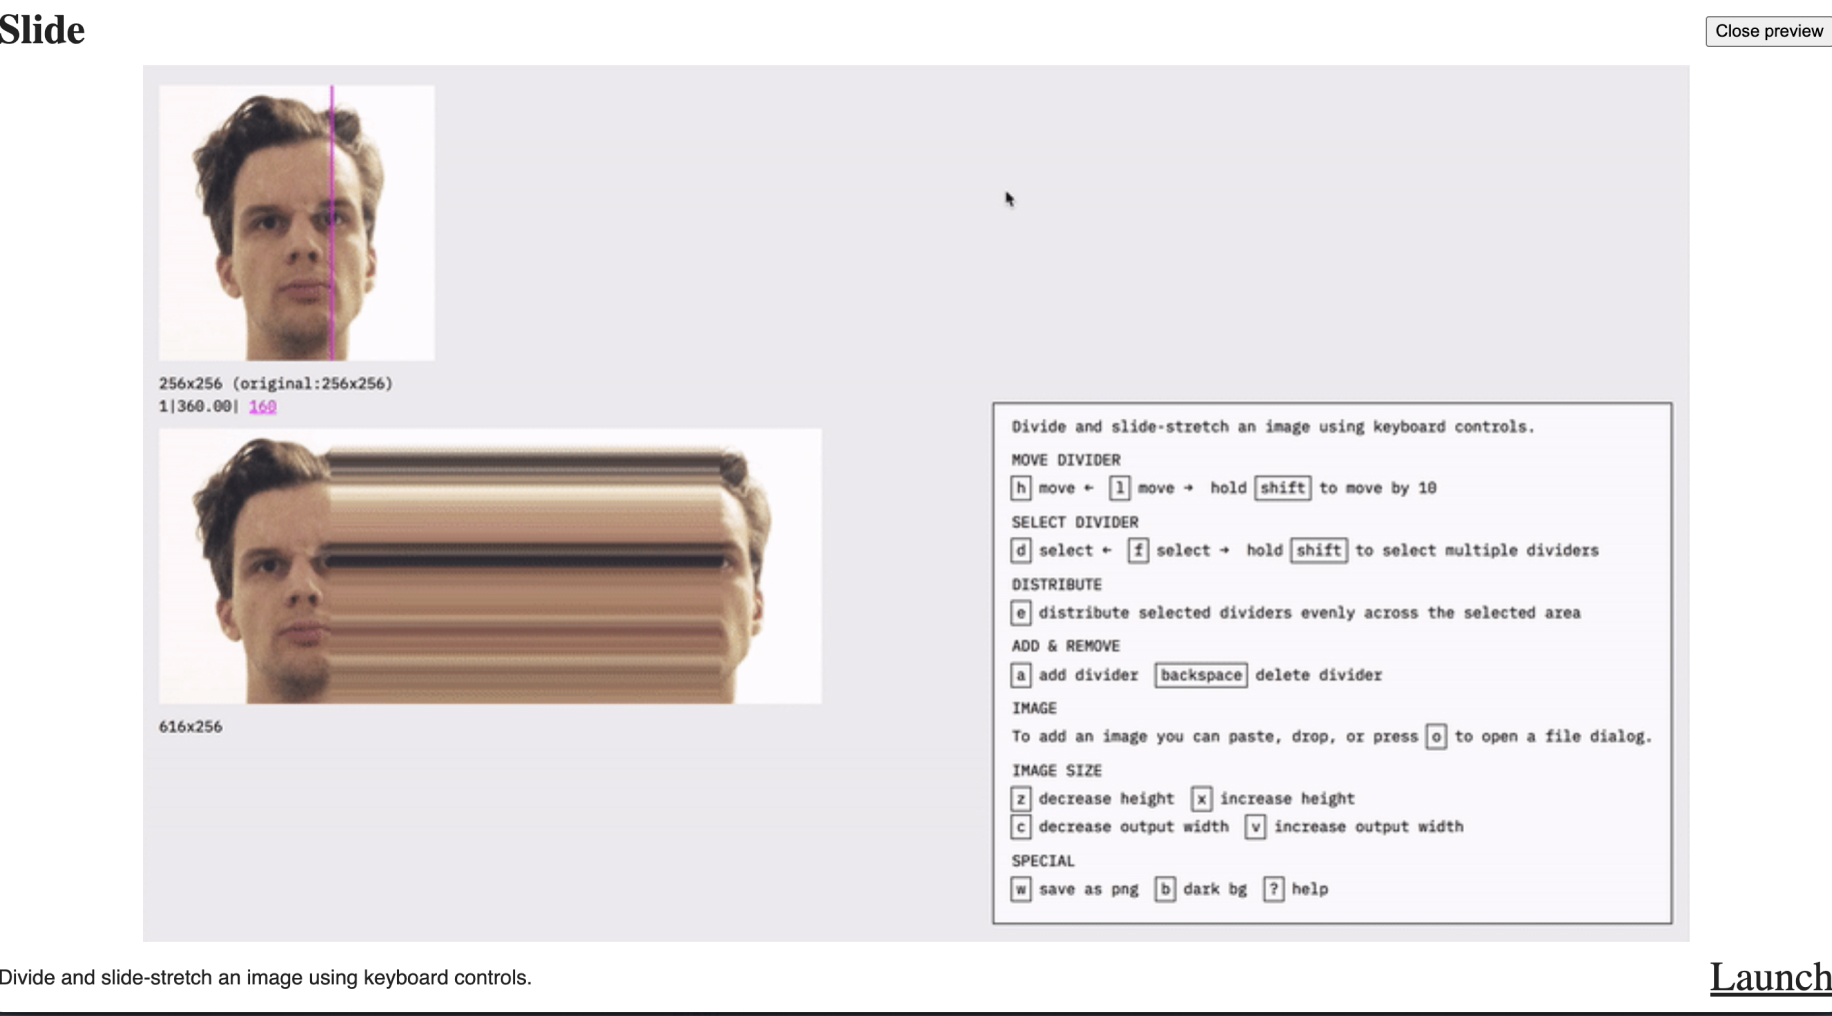 Slide
Close preview
256x256 (original:256x256)
1|360.00| 160
616x256
Divide and slide-stretch an image using keyboard controls.
MOVE DIVIDER
h move ← l move → hold shift to move by 10
SELECT DIVIDER
d select ← f select → hold shift to select multiple dividers
DISTRIBUTE
e distribute selected dividers evenly across the selected area
ADD & REMOVE
a add divider backspace delete divider
IMAGE
To add an image you can paste, drop, or press o to open a file dialog.
IMAGE SIZE
z decrease height x increase height
c decrease output width v increase output width
SPECIAL
w save as png b dark bg ? help
Divide and slide-stretch an image using keyboard controls.
Launch